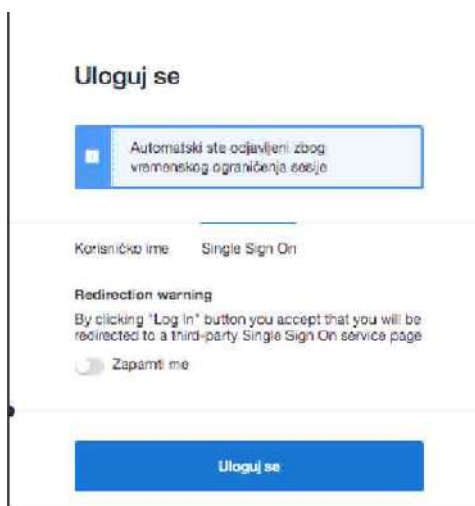 Uloguj se
Automatski ste odjavljeni zbog
vremenskog ograničenja sesije
Korisničko ime
Single Sign On
Redirection warning
By clicking "Log In" button you accept that you will be
redirected to a third-party Single Sign On service page
Zapamti me
Uloguj se